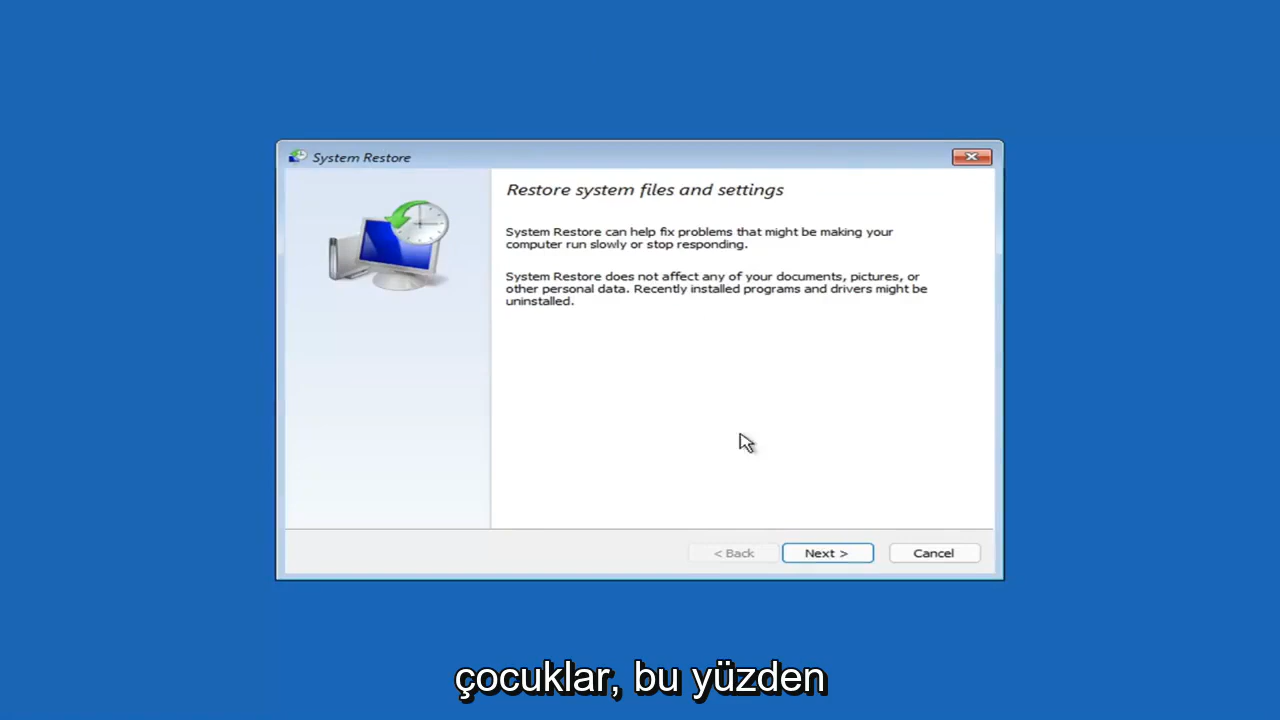 System Restore
Restore system files and settings
System Restore can help fix problems that might be making your
computer run slowly or stop responding.
System Restore does not affect any of your documents, pictures, or
other personal data. Recently installed programs and drivers might be
uninstalled.
< Back Next > Cancel
çocuklar, bu yüzden